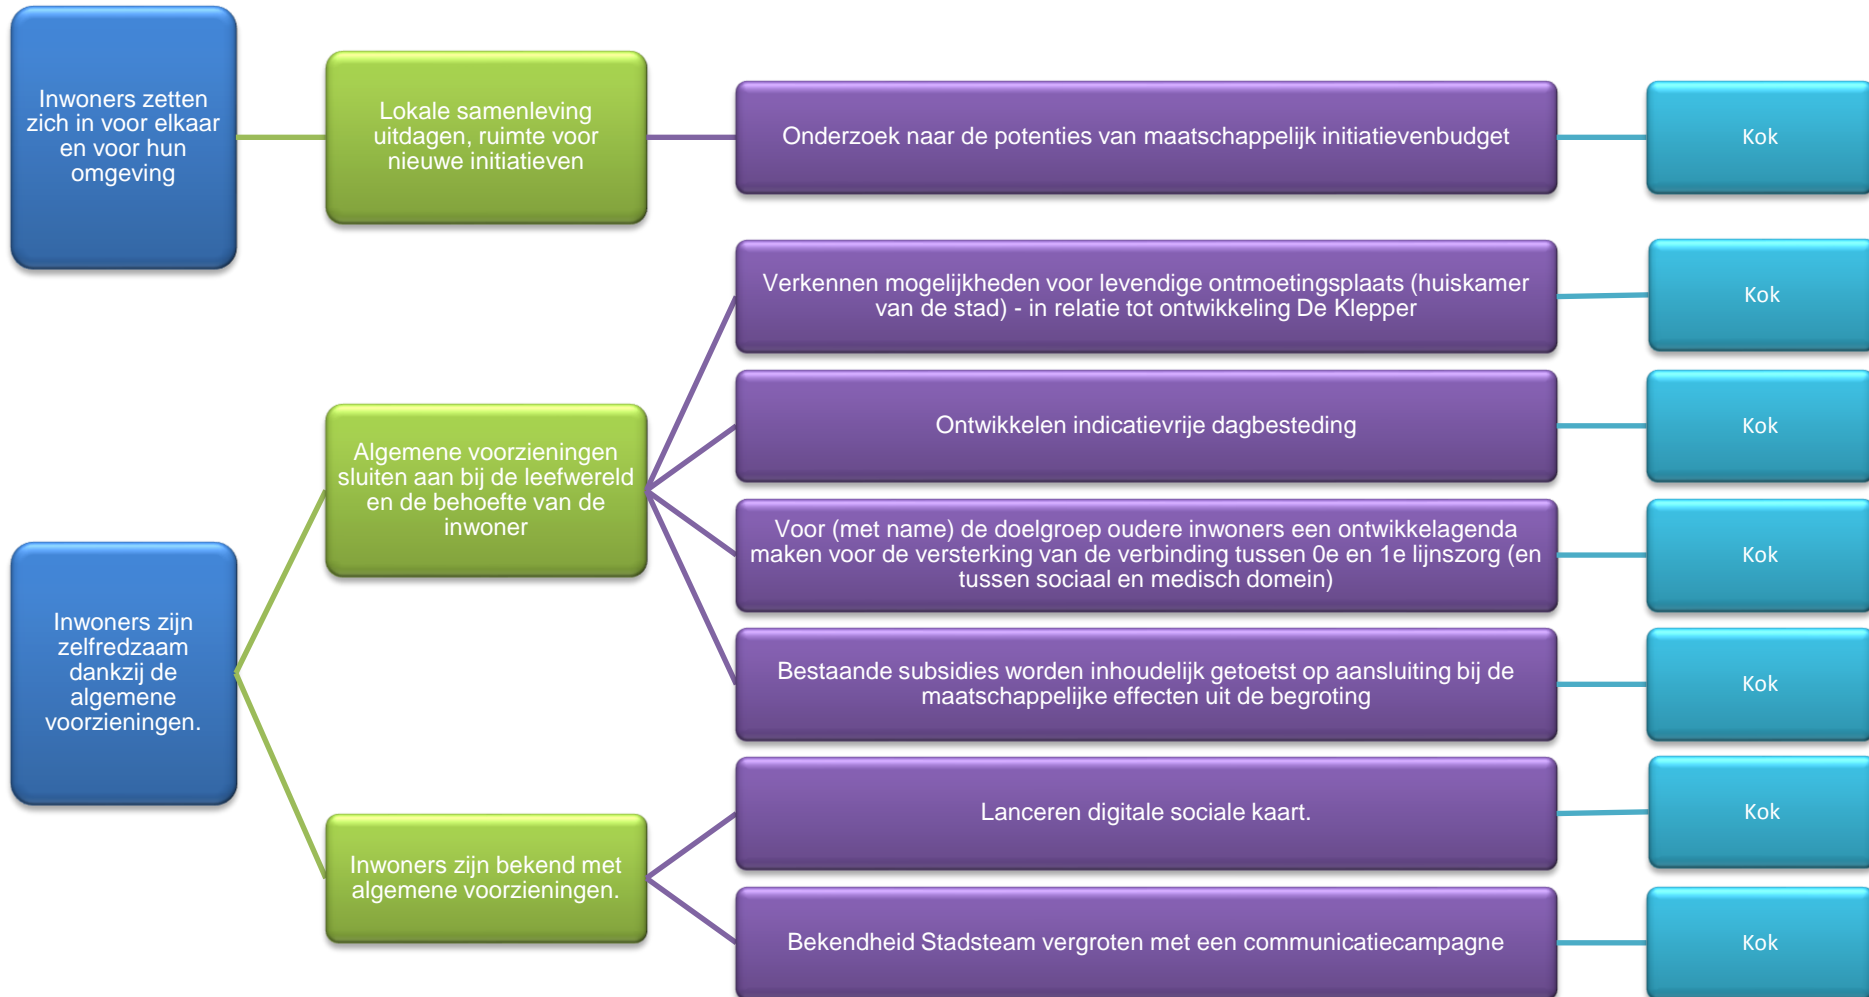 Inwoners zetten
zich in voor elkaar
en voor hun
omgeving
Lokale samenleving
uitdagen, ruimte voor
nieuwe initiatieven
Onderzoek naar de potenties van maatschappelijk initiatievenbudget
Kok
Inwoners zijn
zelfredzaam
dankzij de
algemene
voorzieningen.
Algemene voorzieningen
sluiten aan bij de leefwereld
en de behoefte van de
inwoner
Verkennen mogelijkheden voor levendige ontmoetingsplaats (huiskamer
van de stad) - in relatie tot ontwikkeling De Klepper
Kok
Ontwikkelen indicatievrije dagbesteding
Kok
Voor (met name) de doelgroep oudere inwoners een ontwikkelagenda
maken voor de versterking van de verbinding tussen 0e en 1e lijnszorg (en
tussen sociaal en medisch domein)
Kok
Bestaande subsidies worden inhoudelijk getoetst op aansluiting bij de
maatschappelijke effecten uit de begroting
Kok
Inwoners zijn bekend met
algemene voorzieningen.
Lanceren digitale sociale kaart.
Kok
Bekendheid Stadsteam vergroten met een communicatiecampagne
Kok